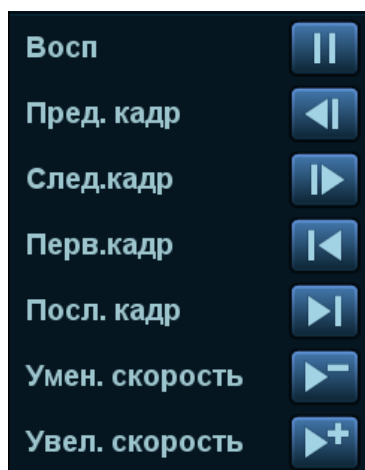 Восп
Пред. кадр
След.кадр
Перв.кадр
Посл. кадр
Умен. скорость
Увел. скорость